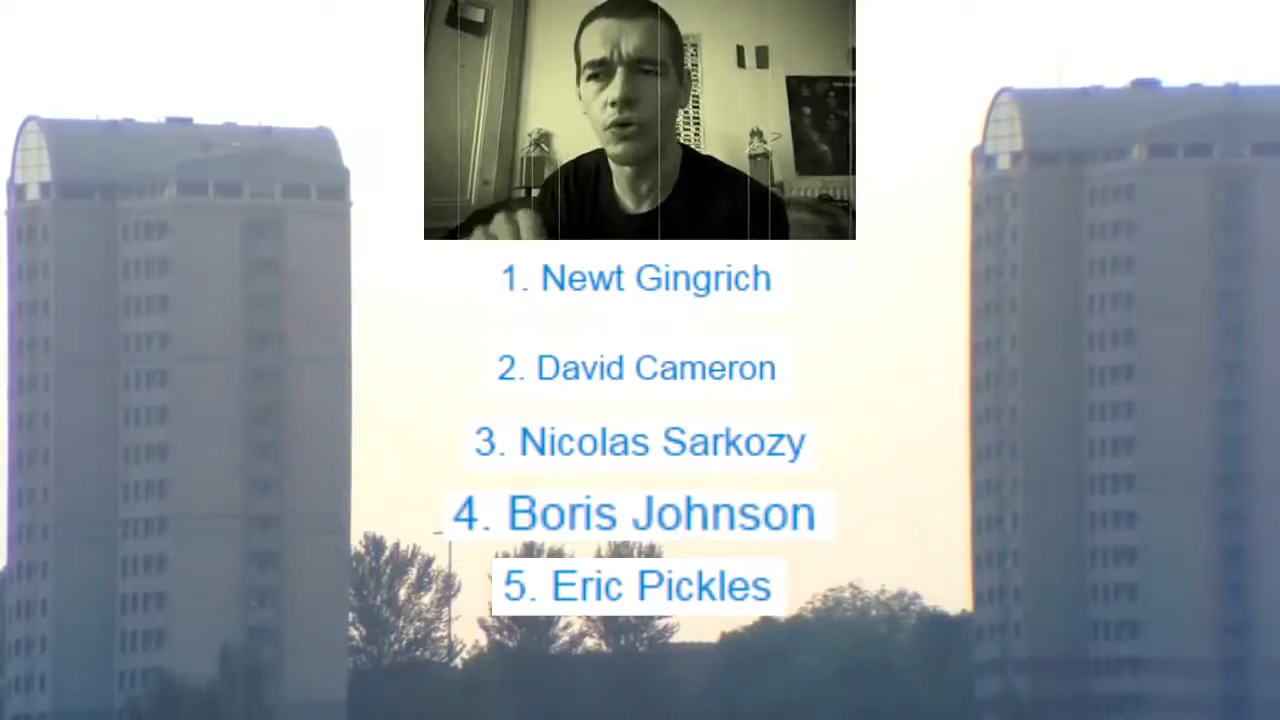 1. Newt Gingrich
2. David Cameron
3. Nicolas Sarkozy
4. Boris Johnson
5. Eric Pickles